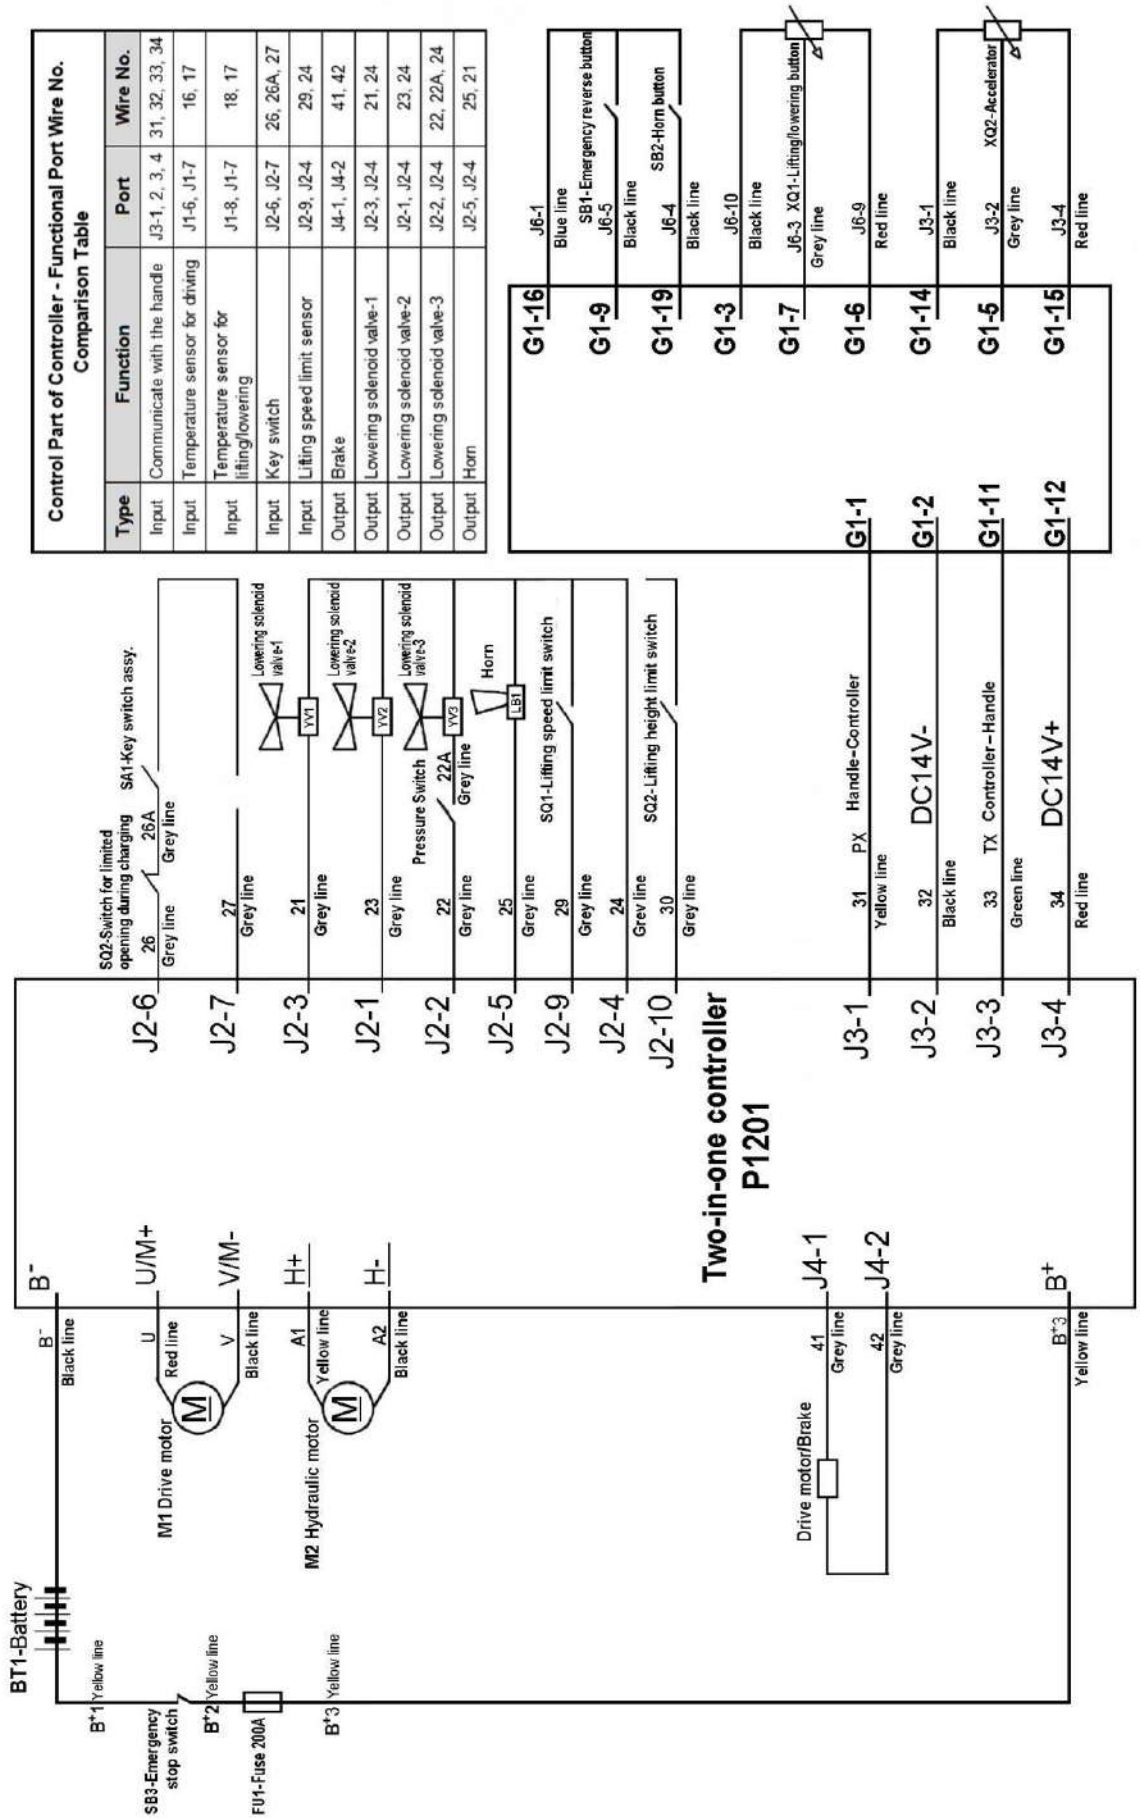 Control Part of Controller - Functional Port Wire No.
Comparison Table
Type Function Port Wire No.
Input Communicate with the handle J3-1, 2, 3, 4 31, 32, 33, 34
Input Temperature sensor for driving J1-6, J1-7 16, 17
Input Temperature sensor for
lifting/lowering J1-8, J1-7 18, 17
Input Key switch J2-6, J2-7 26, 26A, 27
Input Lifting speed limit sensor J2-9, J2-4 29, 24
Output Brake J4-1, J4-2 41, 42
Output Lowering solenoid valve-1 J2-3, J2-4 21, 24
Output Lowering solenoid valve-2 J2-1, J2-4 23, 24
Output Lowering solenoid valve-3 J2-2, J2-4 22, 22A, 24
Output Horn J2-5, J2-4 25, 21
BT1-Battery
B+1 Yellow line
SB3-Emergency
stop switch
B+2 Yellow line
FU1-Fuse 200A
B+3 Yellow line
B-
Black line
B-
U
Red line
U/M+
M1 Drive motor
M
V
Black line
V/M-
A1
Yellow line
H+
M2 Hydraulic motor
M
A2
Black line
H-
Two-in-one controller
P1201
Drive motor/Brake
41
Grey line
J4-1
42
Grey line
J4-2
B+3
Yellow line
B+
J2-6
SQ2-Switch for limited
opening during charging
26
Grey line
26A
Grey line
SA1-Key switch assy.
J2-7
27
Grey line
J2-3
21
Grey line
YV1
Lowering solenoid
valve-1
J2-1
23
Grey line
YV2
Lowering solenoid
valve-2
J2-2
22
Grey line
Pressure Switch
22A
Grey line
YV3
Lowering solenoid
valve-3
J2-5
25
Grey line
LB1
Horn
J2-9
29
Grey line
SQ1-Lifting speed limit switch
J2-4
24
Grey line
J2-10
30
Grey line
SQ2- Lifting height limit switch
J3-1
31 PX Handle-Controller
Yellow line
G1-1
J3-2
32 DC14V-
Black line
G1-2
J3-3
33 TX Controller-Handle
Green line
G1-11
J3-4
34 DC14V+
Red line
G1-12
G1-16
J6-1
Blue line
G1-9
SB1-Emergency reverse button
J6-5
Black line
G1-19
J6-4 SB2-Horn button
Black line
G1-3
J6-10
Black line
G1-7
J6-3 XQ1-Lifting/lowering button
Grey line
G1-6
J6-9
Red line
G1-14
J3-1
Black line
G1-5
J3-2 XQ2-Accelerator
Grey line
G1-15
J3-4
Red line